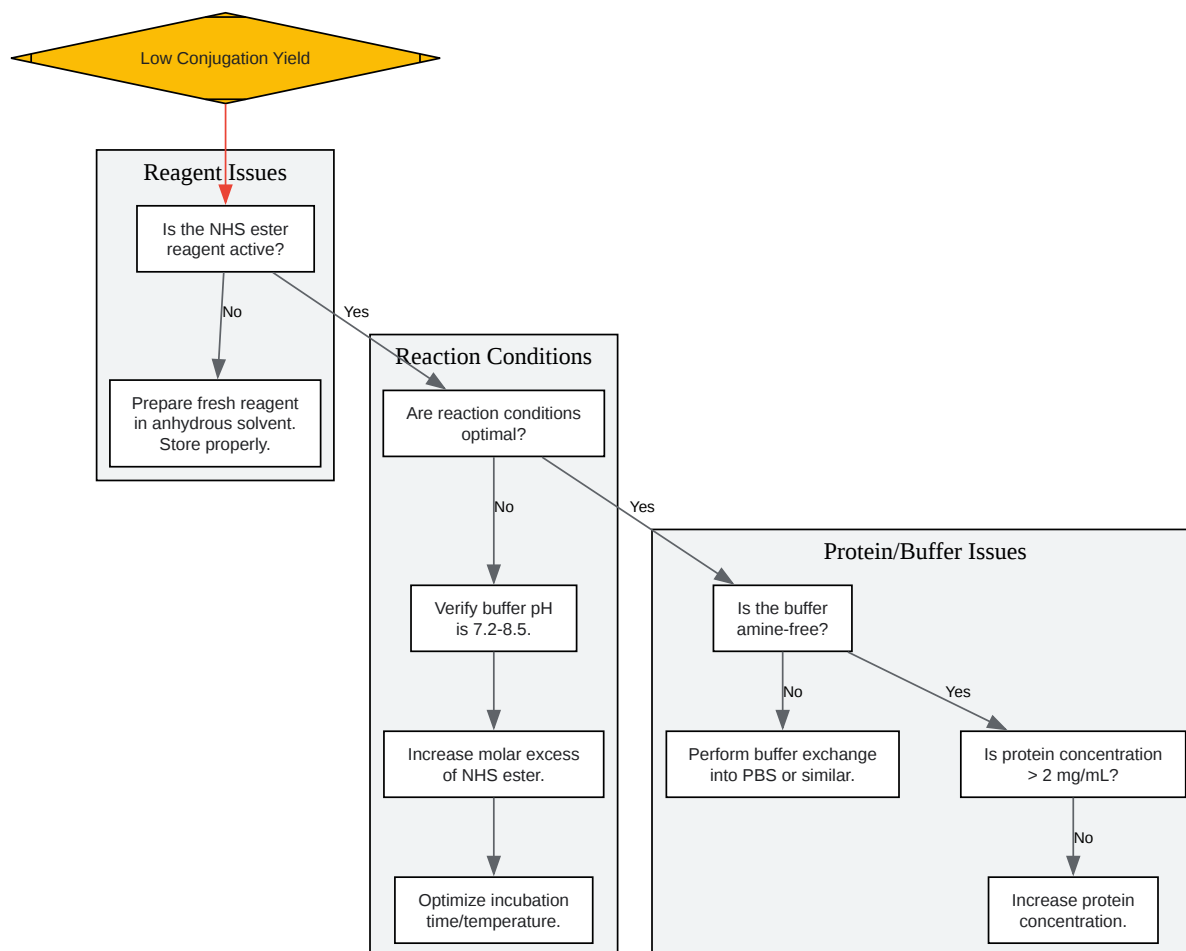 Low Conjugation Yield
Reagent Issues
Is the NHS ester
reagent active?
No
Yes
Prepare fresh reagent
in anhydrous solvent.
Store properly.
Reaction Conditions
Are reaction conditions
optimal?
No
Yes
Verify buffer pH
is 7.2-8.5.
Increase molar excess
of NHS ester.
Optimize incubation
time/temperature.
Protein/Buffer Issues
Is the buffer
amine-free?
No
Yes
Perform buffer exchange
into PBS or similar.
Is protein concentration
> 2 mg/mL?
No
Increase protein
concentration.